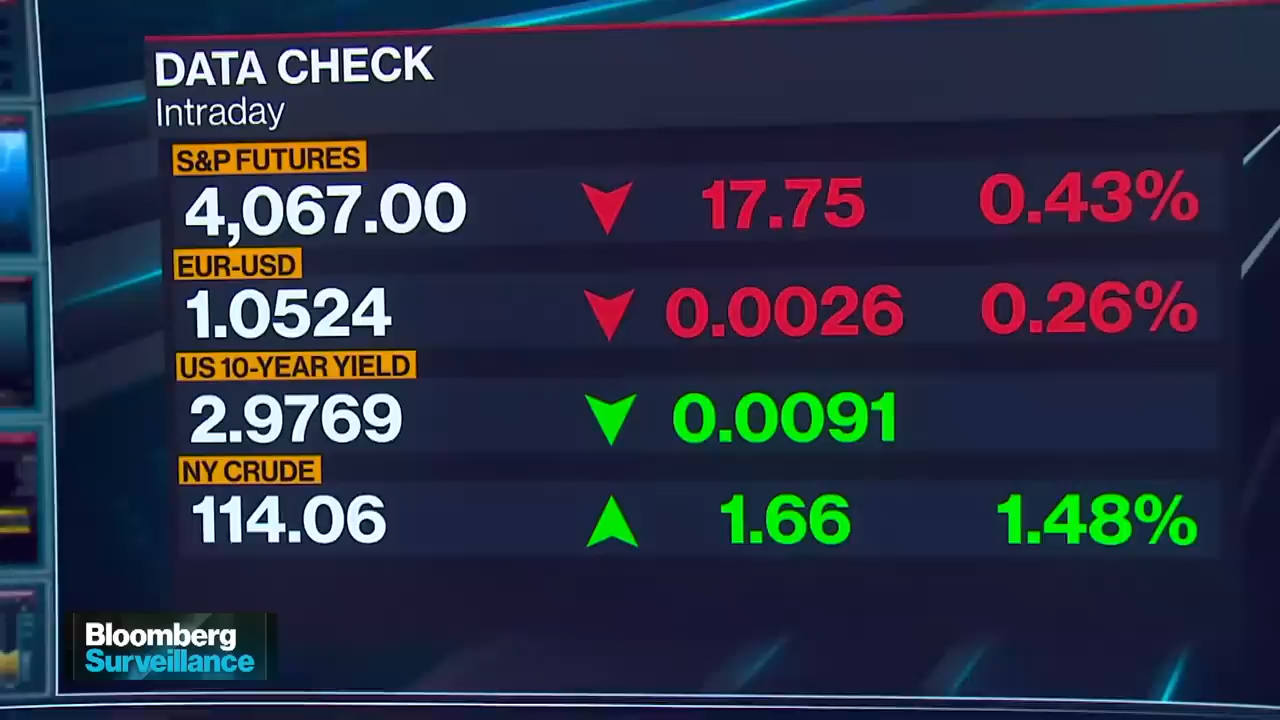 DATA CHECK
Intraday
S&P FUTURES
4,067.00 17.75 0.43%
EUR-USD
1.0524 0.0026 0.26%
US 10-YEAR YIELD
2.9769 0.0091
NY CRUDE
114.06 1.66 1.48%
Bloomberg
Surveillance